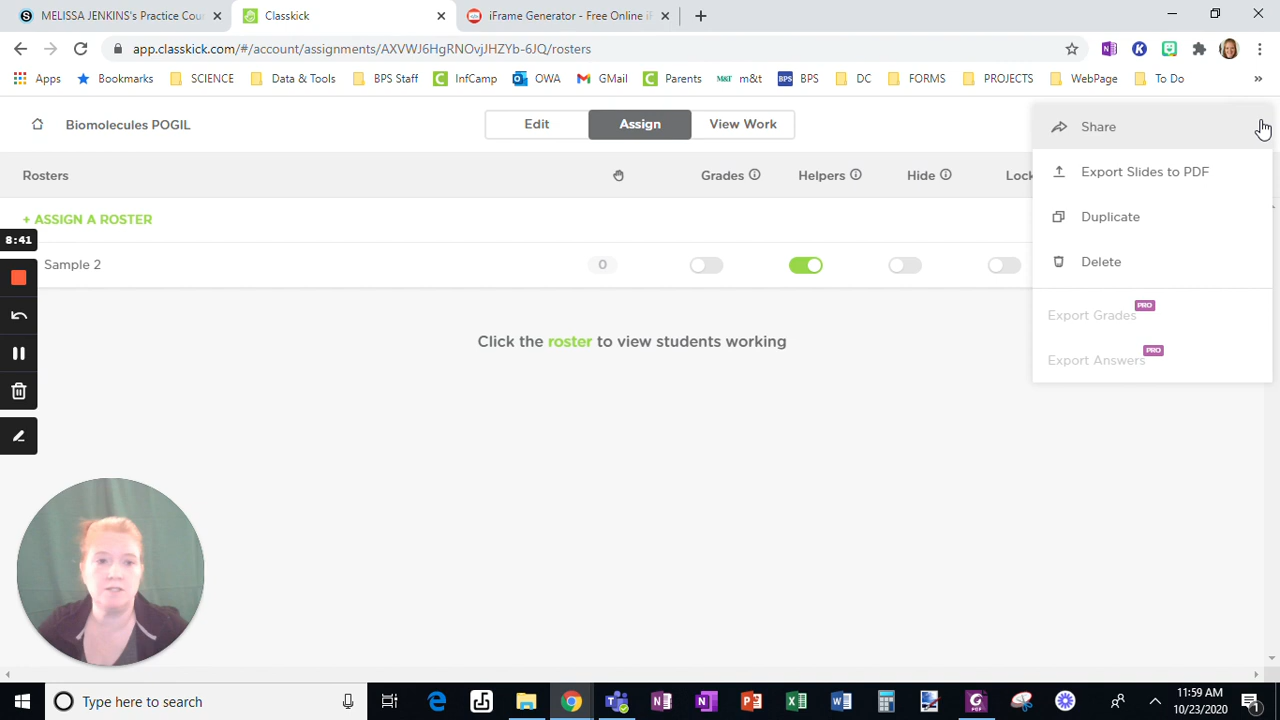 MELISSA JENKINS's Practice Cou
Classkick
iFrame Generator - Free Online iF
app.classkick.com/#/account/assignments/AXVWJ6HgRNOvjJHZYb-6JQ/rosters
Apps
Bookmarks
SCIENCE
Data & Tools
BPS Staff
InfCamp
OWA
GMail
Parents
M&T m&t
BPS BPS
DC
FORMS
PROJECTS
WebPage
To Do
Biomolecules POGIL
Edit
Assign
View Work
Share
Rosters
Grades
Helpers
Hide
Lock
Export Slides to PDF
+ ASSIGN A ROSTER
Duplicate
8:41
Sample 2
0
Delete
Export Grades PRO
Click the roster to view students working
Export Answers PRO
Type here to search
11:59 AM
10/23/2020
1